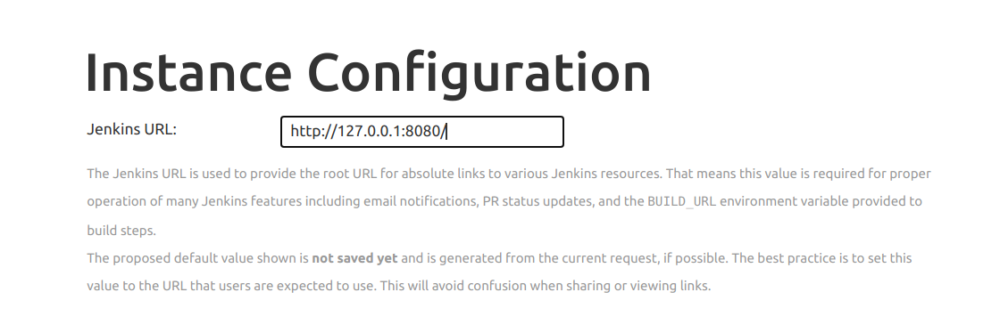 Instance Configuration
Jenkins URL: http://127.0.0.1:8080/
The Jenkins URL is used to provide the root URL for absolute links to various Jenkins resources. That means this value is required for proper
operation of many Jenkins features including email notifications, PR status updates, and the BUILD_URL environment variable provided to
build steps.
The proposed default value shown is not saved yet and is generated from the current request, if possible. The best practice is to set this
value to the URL that users are expected to use. This will avoid confusion when sharing or viewing links.